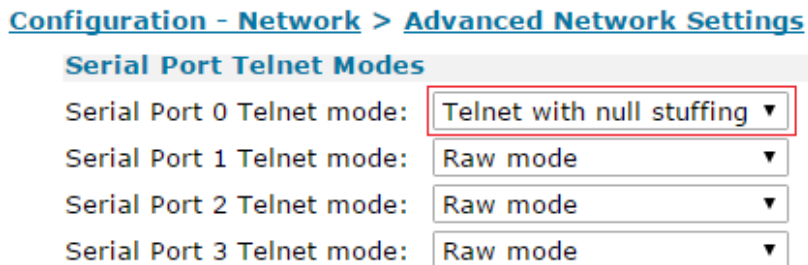 Configuration - Network > Advanced Network Settings
Serial Port Telnet Modes
Serial Port 0 Telnet mode: Telnet with null stuffing ▼
Serial Port 1 Telnet mode: Raw mode ▼
Serial Port 2 Telnet mode: Raw mode ▼
Serial Port 3 Telnet mode: Raw mode ▼